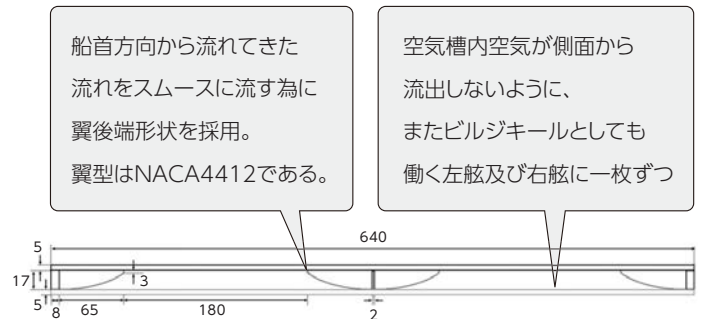 船首方向から流れてきた
流れをスムースに流す為に
翼後端形状を採用。
翼型はNACA4412である。
空気槽内空気が側面から
流出しないように、
またビルジキールとしても
働く左舷及び右舷に一枚ずつ
640
5
17
3
5
8
65
180
2